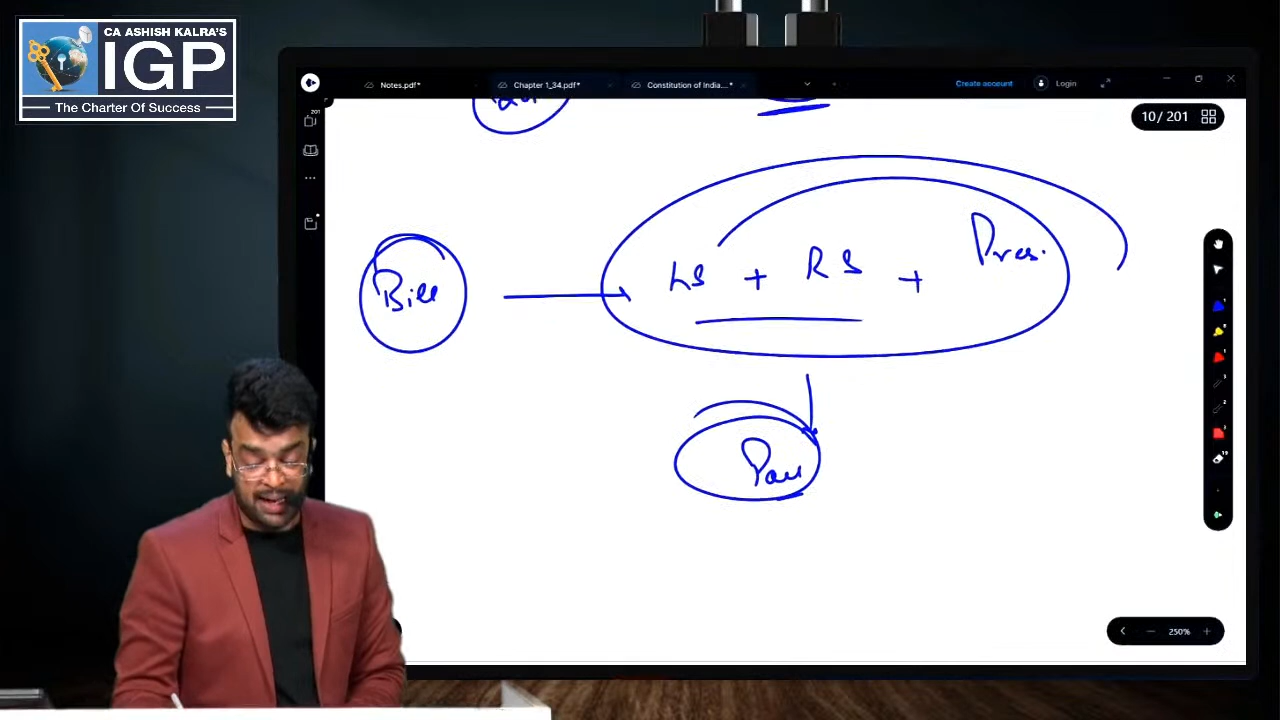 CA ASHISH KALRA'S
IGP
The Charter Of Success
Notes.pdf*
Chapter 1_34.pdf*
Constitution of India....*
Create account
Login
201
10 / 201
Bill
LS + RS + Pres.
250%